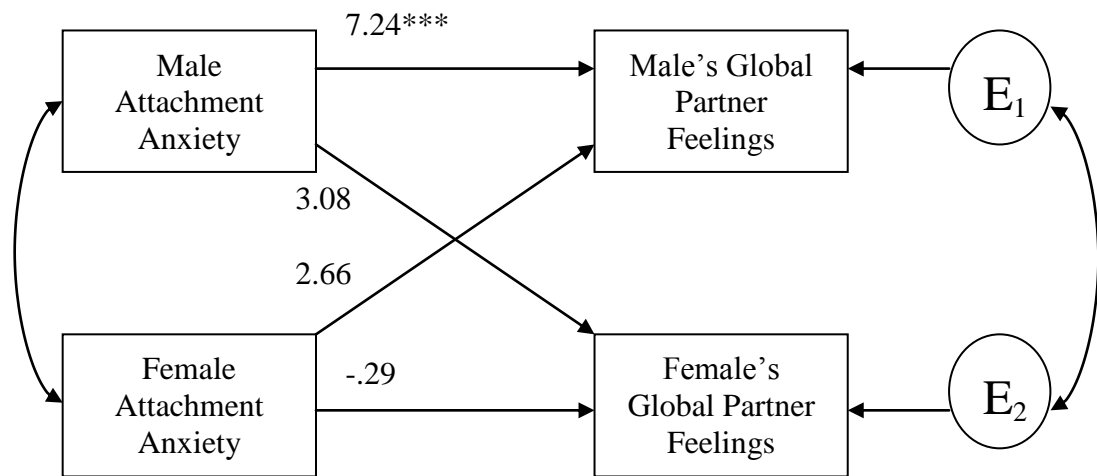 7.24***
Male
Attachment
Anxiety
Male’s Global
Partner
Feelings
E₁
3.08
2.66
Female
Attachment
Anxiety
-.29
Female’s
Global Partner
Feelings
E₂